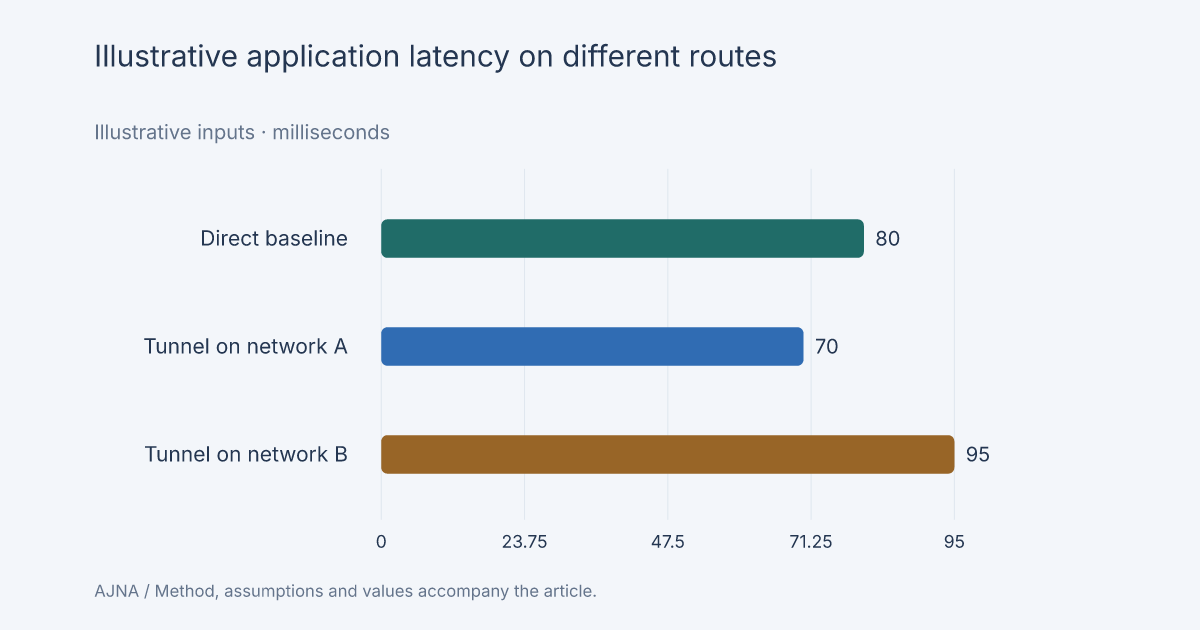 Illustrative application latency on different routes
Illustrative inputs · milliseconds
Direct baseline 80
Tunnel on network A 70
Tunnel on network B 95
0 23.75 47.5 71.25 95
AJNA / Method, assumptions and values accompany the article.